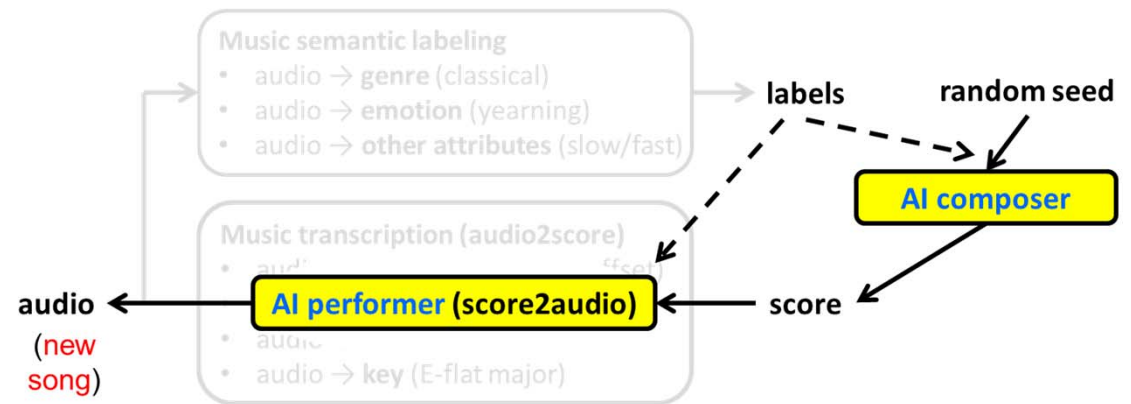 Music semantic labeling
• audio → genre (classical)
• audio → emotion (yearning)
• audio → other attributes (slow/fast)
labels
random seed
AI composer
Music transcription (audio2score)
AI performer (score2audio)
audio
score
(new
song)
• audio → key (E-flat major)